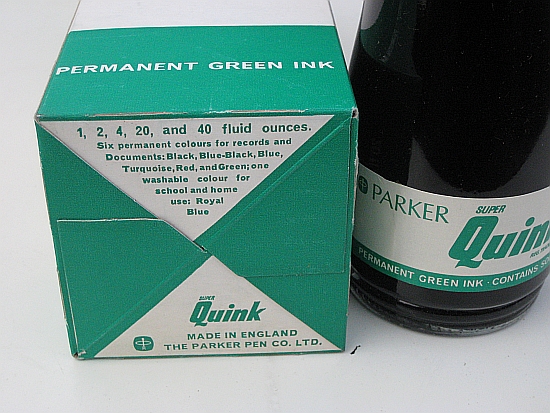 PERMANENT GREEN INK
1, 2, 4, 20, and 40 fluid ounces.
Six permanent colours for records and
Documents: Black, Blue-Black, Blue,
Turquoise, Red, and Green; one
washable colour for
school and home
use: Royal
Blue
SUPER
Quink
MADE IN ENGLAND
THE PARKER PEN CO. LTD.
PARKER
SUPER
Quink
PERMANENT GREEN INK · CONTAINS